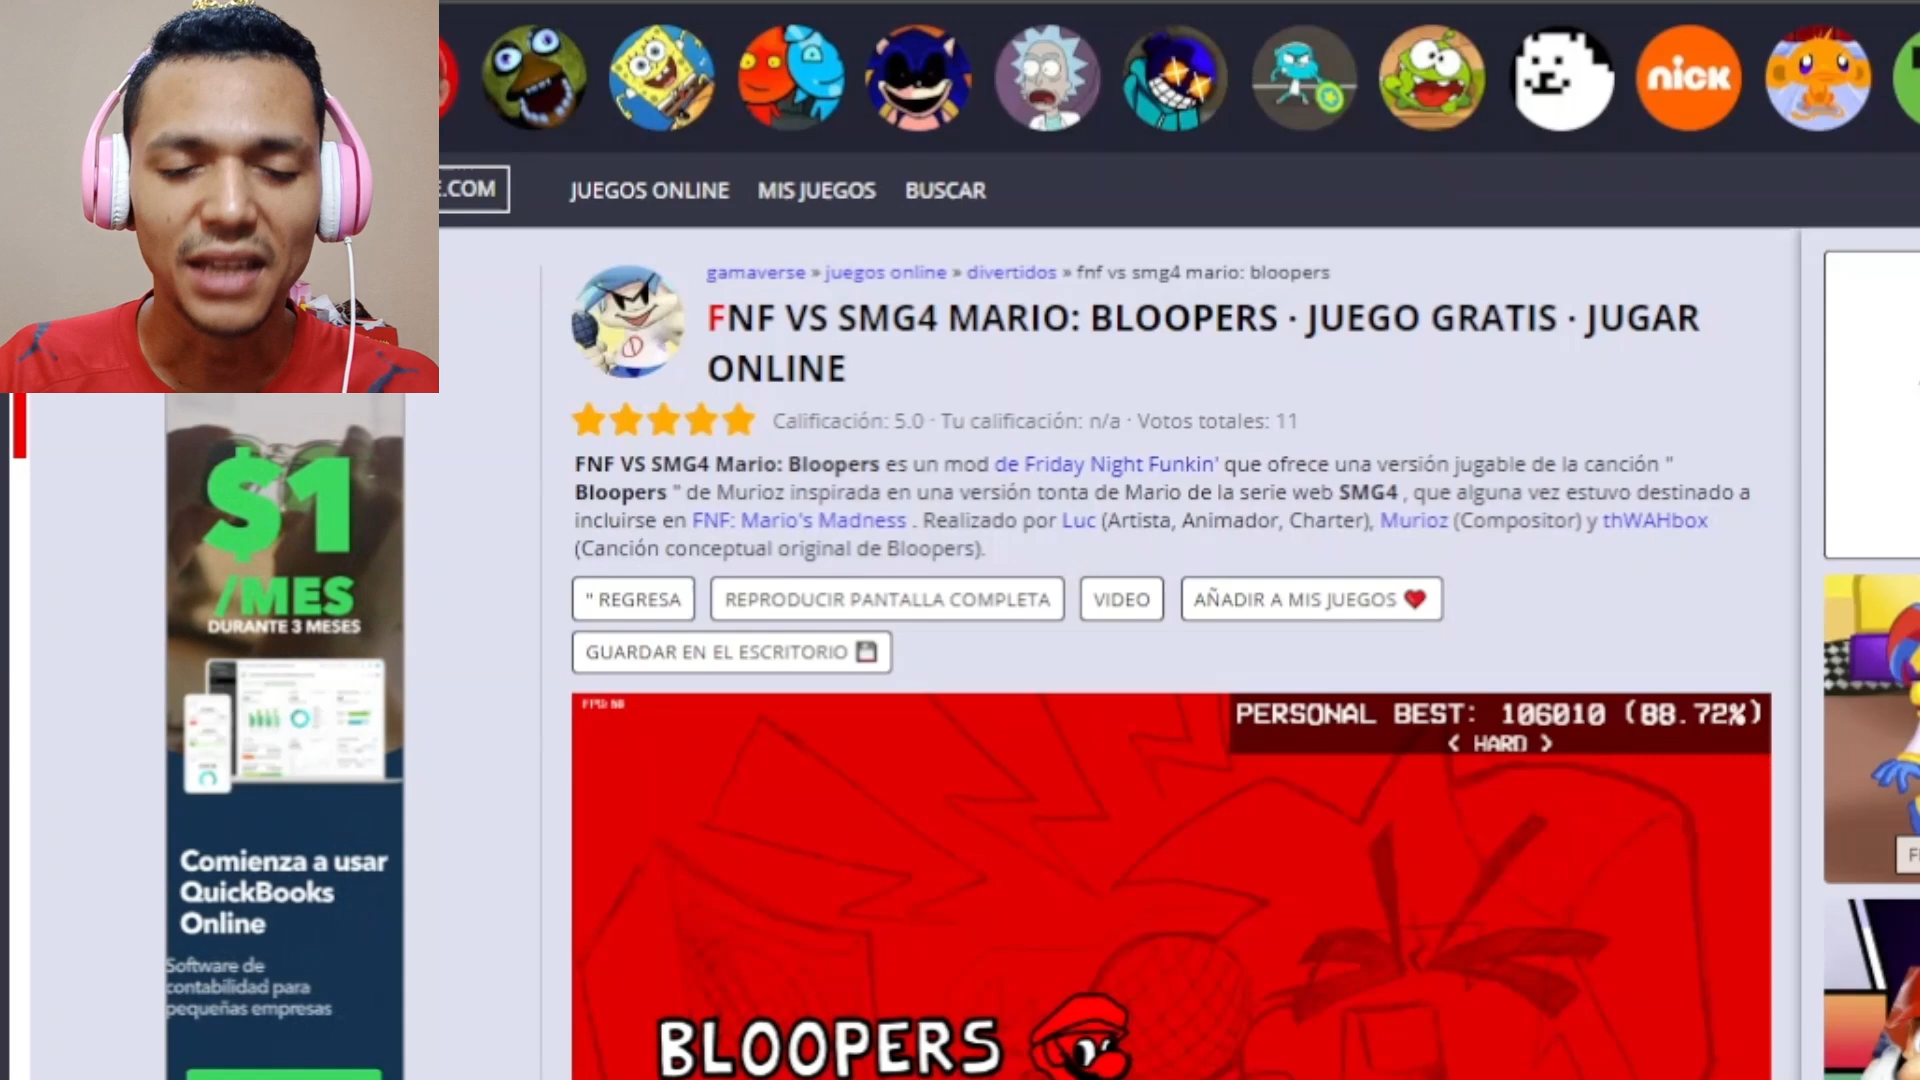 nick
E.COM
JUEGOS ONLINE MIS JUEGOS BUSCAR
gamaverse » juegos online » divertidos » fnf vs smg4 mario: bloopers
FNF VS SMG4 MARIO: BLOOPERS · JUEGO GRATIS · JUGAR
ONLINE
Calificación: 5.0 · Tu calificación: n/a · Votos totales: 11
FNF VS SMG4 Mario: Bloopers es un mod de Friday Night Funkin' que ofrece una versión jugable de la canción "
Bloopers " de Murioz inspirada en una versión tonta de Mario de la serie web SMG4 , que alguna vez estuvo destinado a
incluirse en FNF: Mario's Madness . Realizado por Luc (Artista, Animador, Charter), Murioz (Compositor) y thWAHbox
(Canción conceptual original de Bloopers).
" REGRESA REPRODUCIR PANTALLA COMPLETA VIDEO AÑADIR A MIS JUEGOS
GUARDAR EN EL ESCRITORIO
FPS: 60
PERSONAL BEST: 106010 (88.72%)
< HARD >
BLOOPERS
$1
/MES
DURANTE 3 MESES
Comienza a usar
QuickBooks
Online
Software de
contabilidad para
pequeñas empresas